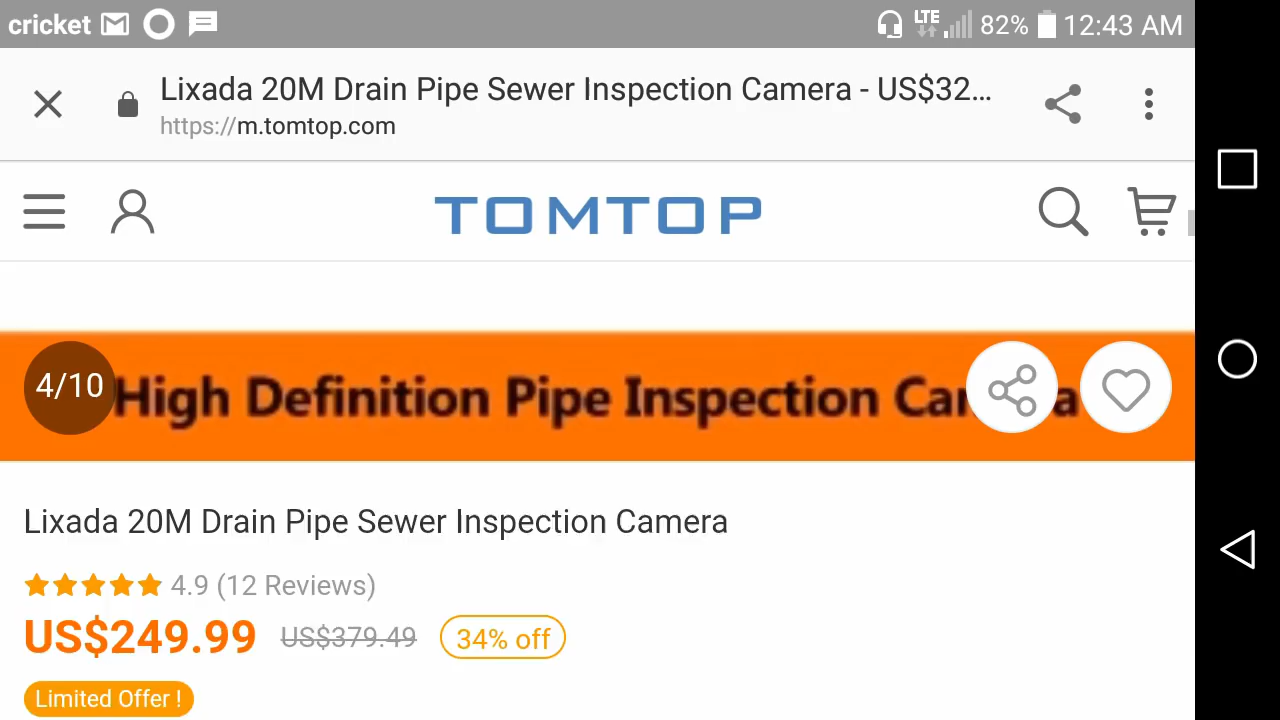 cricket LTE 82% 12:43 AM
Lixada 20M Drain Pipe Sewer Inspection Camera - US$32...
https://m.tomtop.com
TOMTOP
4/10 High Definition Pipe Inspection
Lixada 20M Drain Pipe Sewer Inspection Camera
4.9 (12 Reviews)
US$249.99 US$379.49 34% off
Limited Offer !